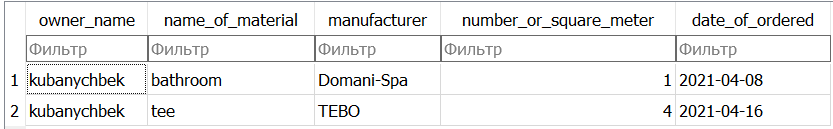 owner_name name_of_material manufacturer number_or_square_meter date_of_ordered
Фильтр Фильтр Фильтр Фильтр Фильтр
1 kubanychbek bathroom Domani-Spa 1 2021-04-08
2 kubanychbek tee TEBO 4 2021-04-16